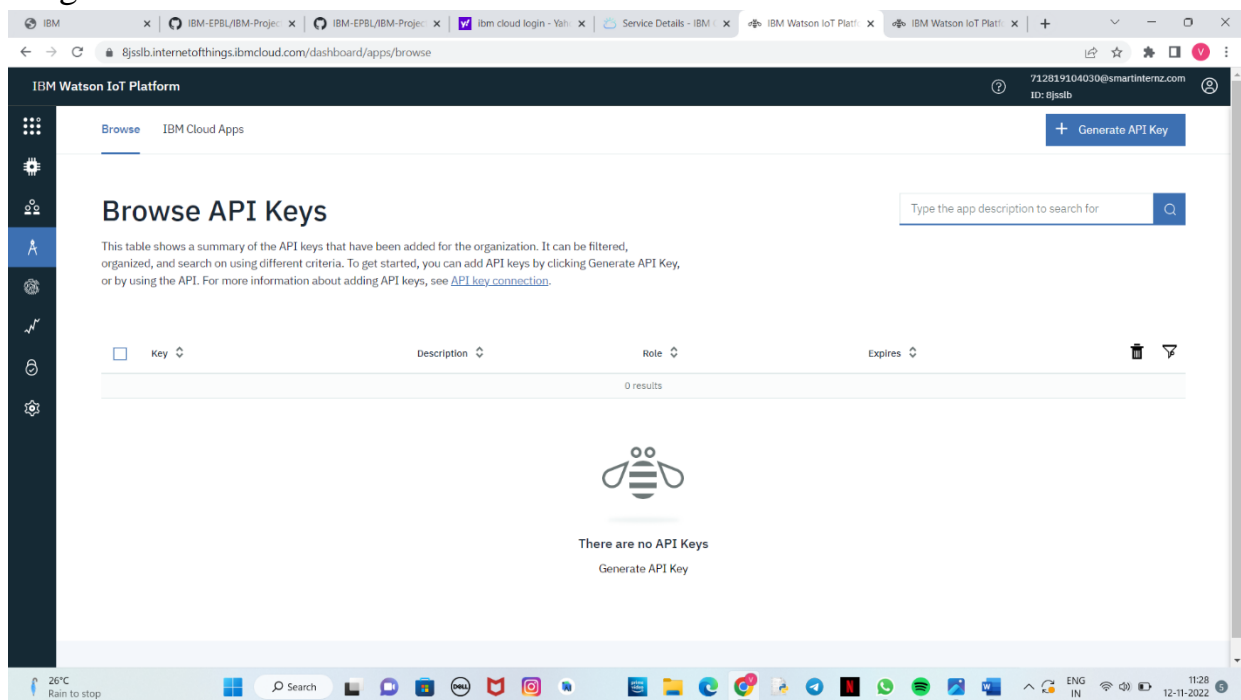 IBM
IBM-EPBL/IBM-Projec
IBM-EPBL/IBM-Projec
ibm cloud login - Yah
Service Details - IBM
IBM Watson IoT Platf
IBM Watson IoT Platf
8jsslb.internetofthings.ibmcloud.com/dashboard/apps/browse
V
IBM Watson IoT Platform
712819104030@smartinternz.com
ID: 8jsslb
Browse
IBM Cloud Apps
+ Generate API Key
Browse API Keys
Type the app description to search for
This table shows a summary of the API keys that have been added for the organization. It can be filtered,
organized, and search on using different criteria. To get started, you can add API keys by clicking Generate API Key,
or by using the API. For more information about adding API keys, see API key connection.
Key
Description
Role
Expires
0 results
There are no API Keys
Generate API Key
26°C
Rain to stop
Search
DELL
prime video
N
W
ENG
IN
11:28
12-11-2022
5